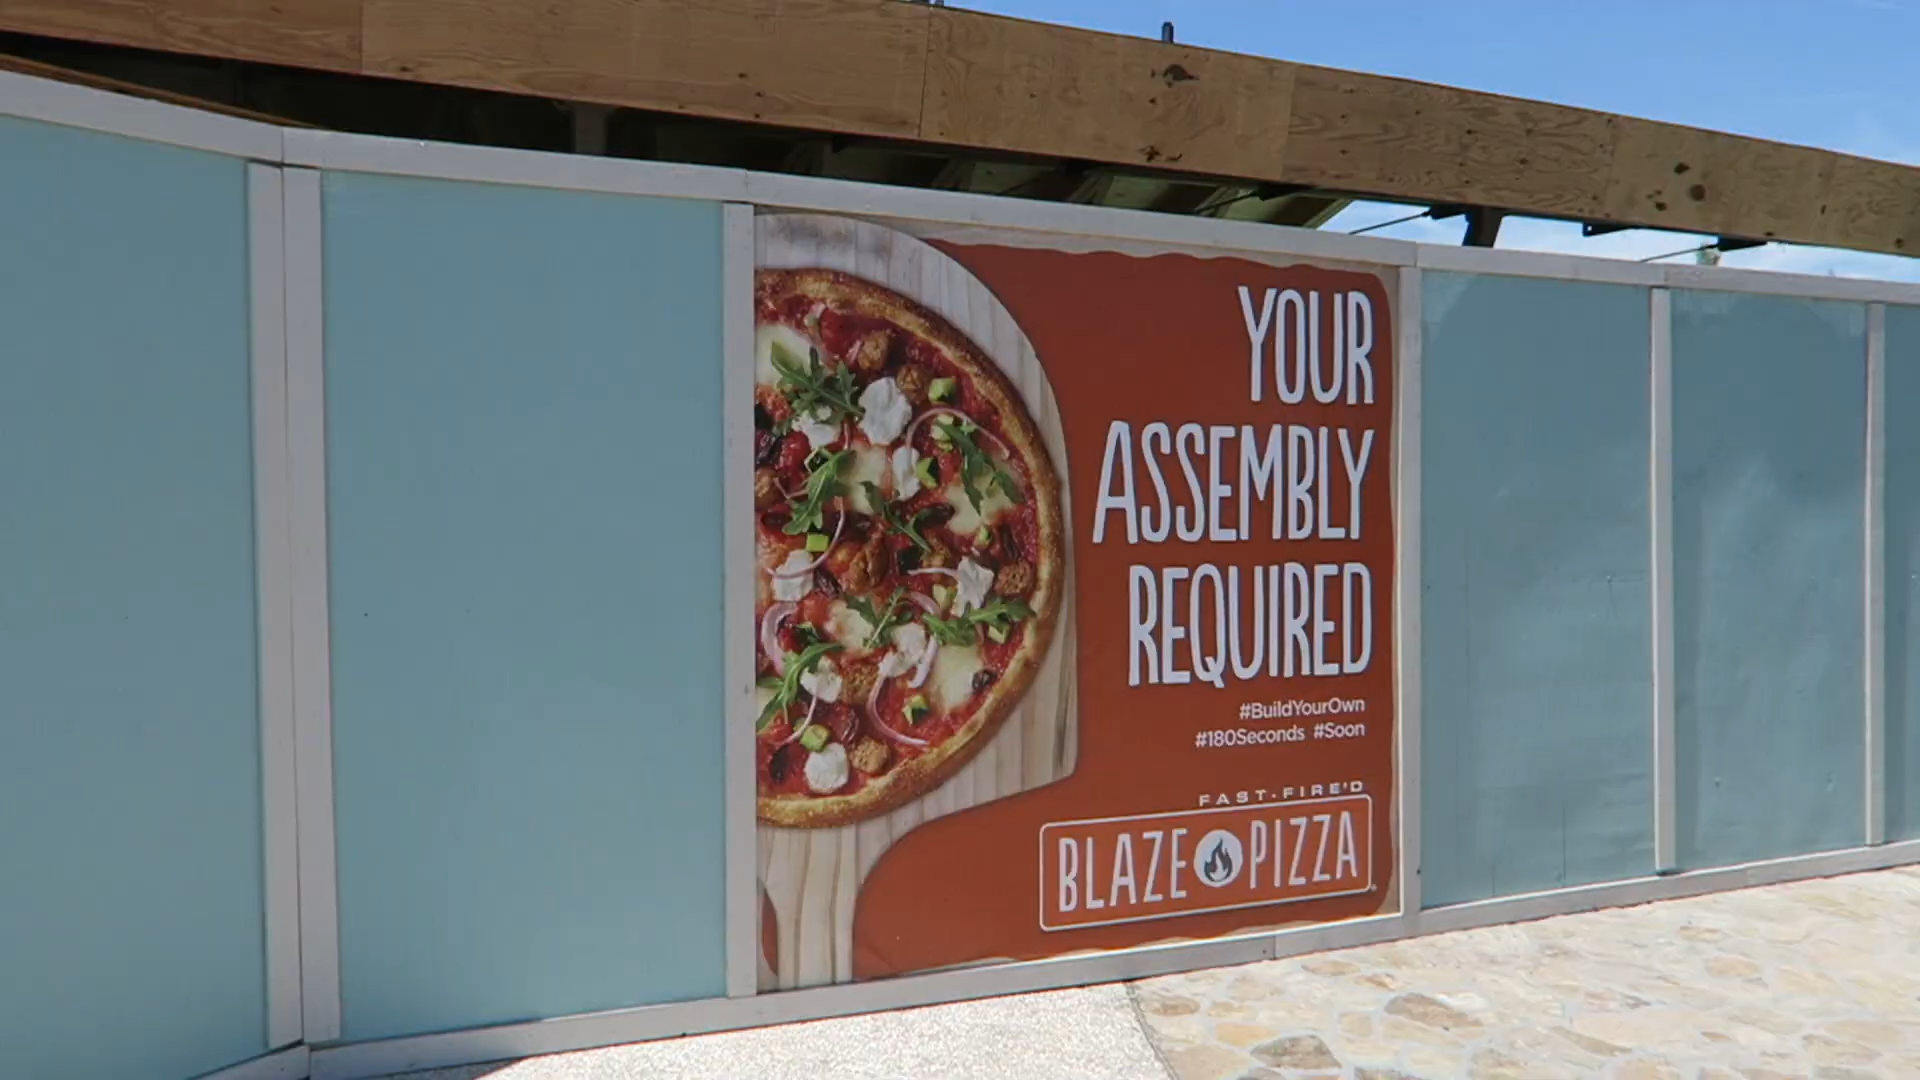 YOUR
ASSEMBLY
REQUIRED
#BuildYourOwn
#180Seconds #Soon
FAST-FIRE'D
BLAZE PIZZA